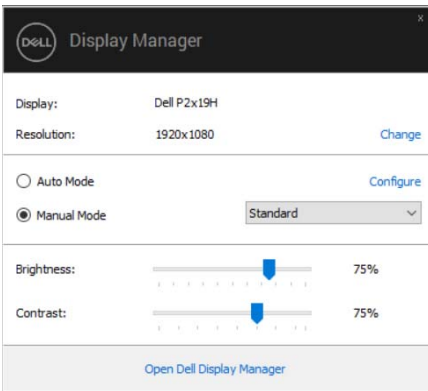 x
DELL Display Manager
Display: Dell P2x19H
Resolution: 1920x1080 Change
Auto Mode Configure
Manual Mode Standard
Brightness: 75%
Contrast: 75%
Open Dell Display Manager